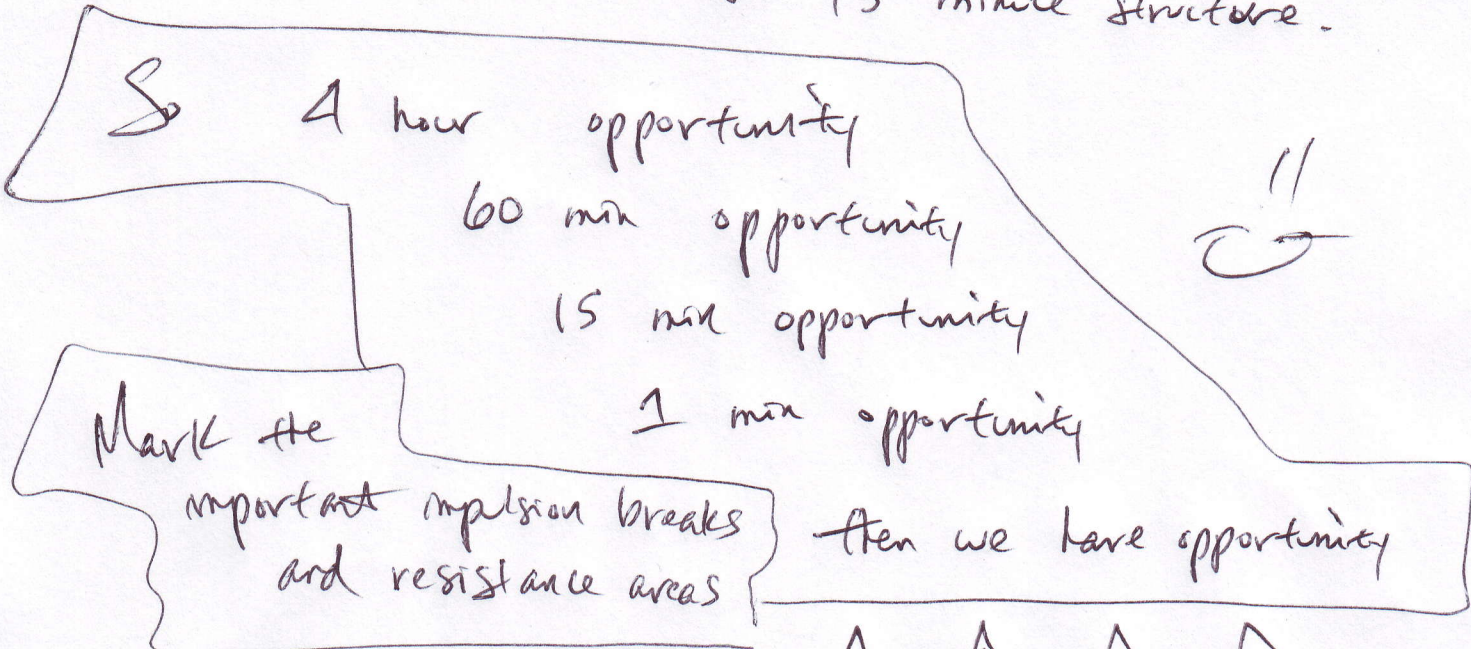 15 minute structure.
So 4 hour opportunity
60 min opportunity
15 min opportunity
1 min opportunity
then we have opportunity
Mark the
important impulsion breaks
and resistance areas